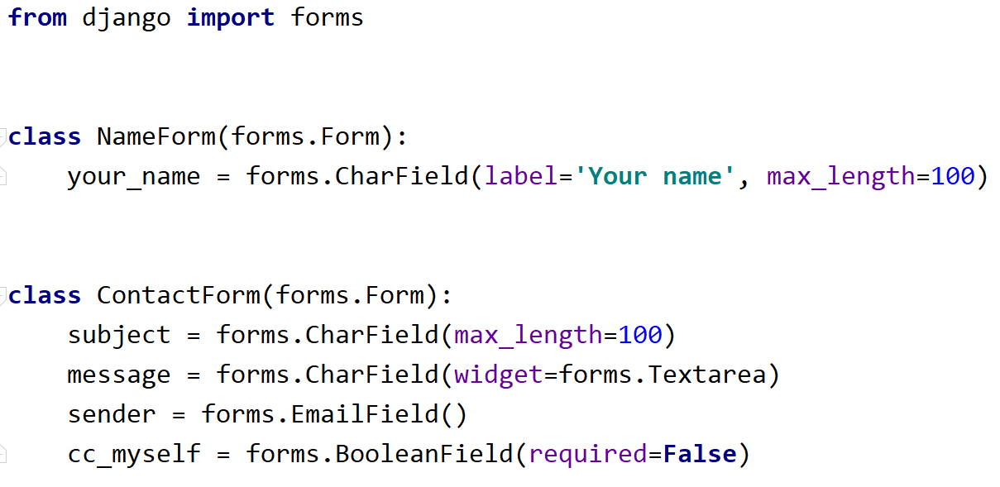 from django import forms
class NameForm(forms.Form):
    your_name = forms.CharField(label='Your name', max_length=100)
class ContactForm(forms.Form):
    subject = forms.CharField(max_length=100)
    message = forms.CharField(widget=forms.Textarea)
    sender = forms.EmailField()
    cc_myself = forms.BooleanField(required=False)